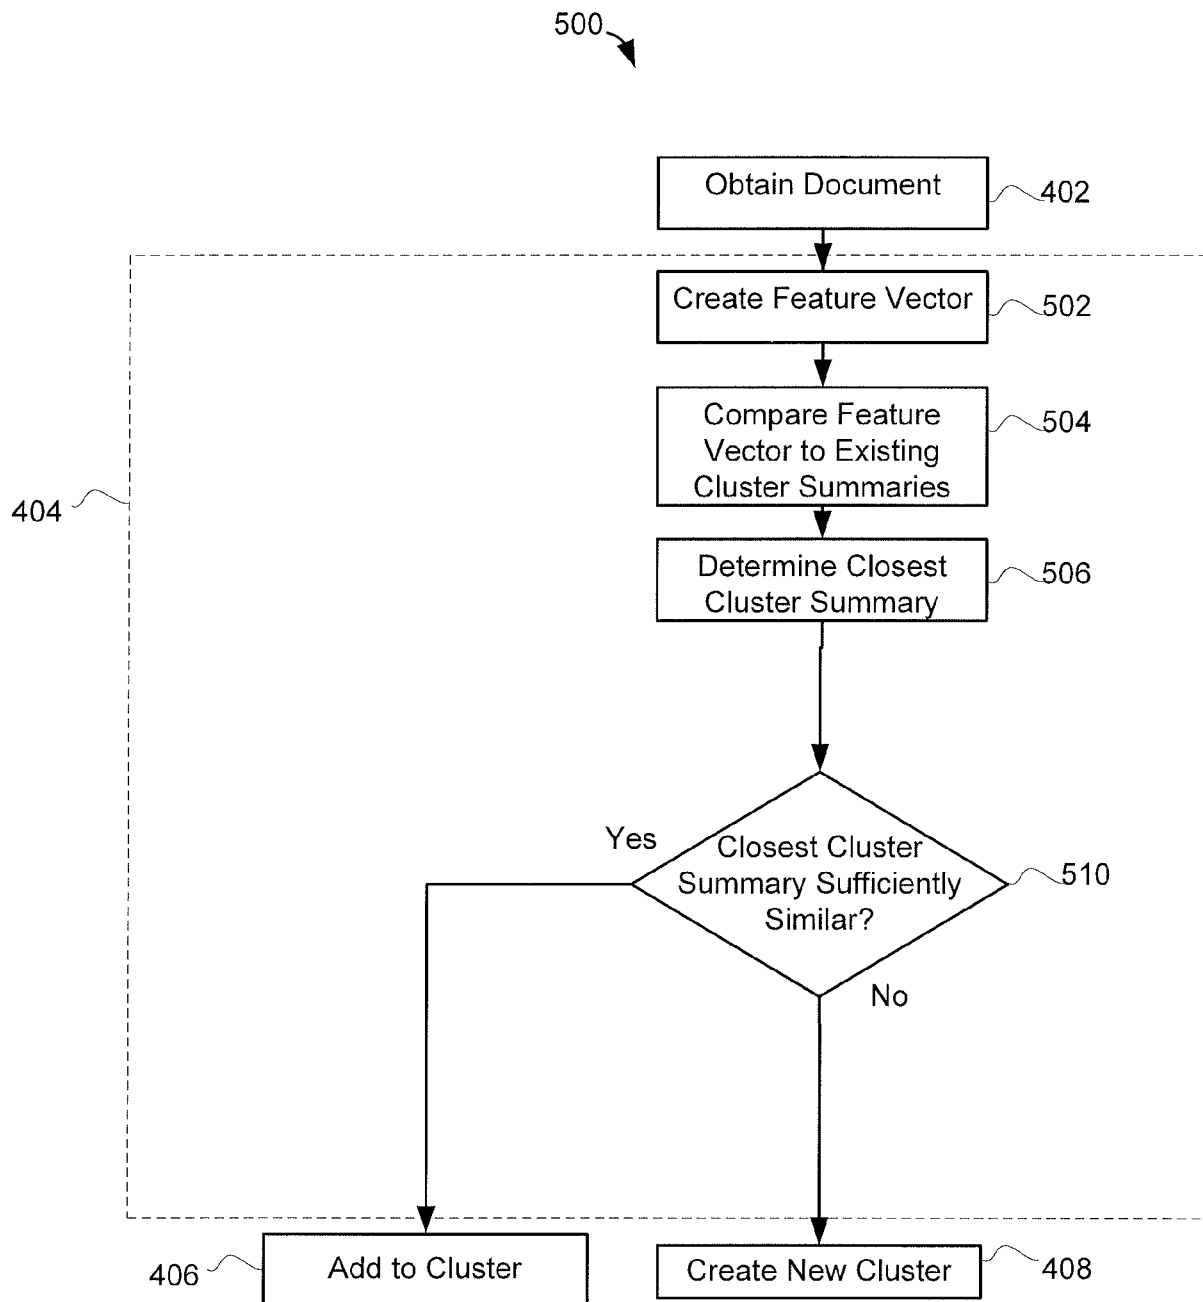 500
Obtain Document
402
Create Feature Vector
502
Compare Feature
Vector to Existing
Cluster Summaries
504
404
Determine Closest
Cluster Summary
506
Yes
Closest Cluster
Summary Sufficiently
Similar?
510
No
406
Add to Cluster
Create New Cluster
408